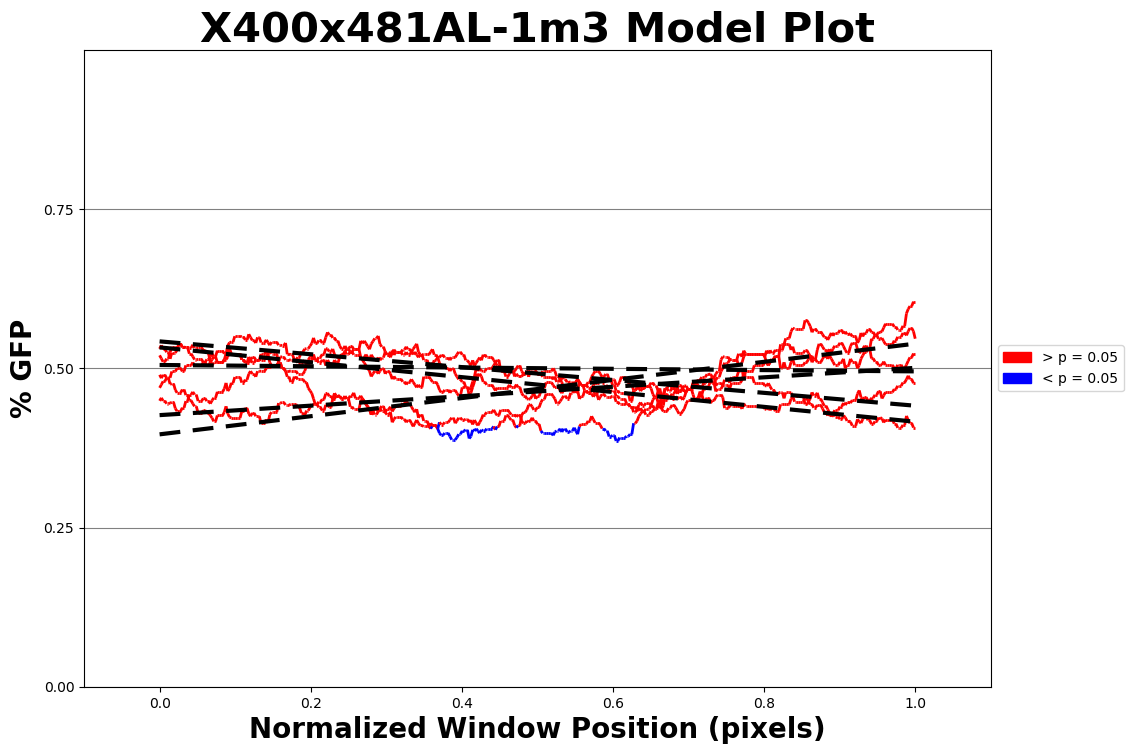 X400x481AL-1m3 Model Plot
% GFP
0.75
0.50
0.25
0.00
> p = 0.05
< p = 0.05
0.0 0.2 0.4 0.6 0.8 1.0
Normalized Window Position (pixels)